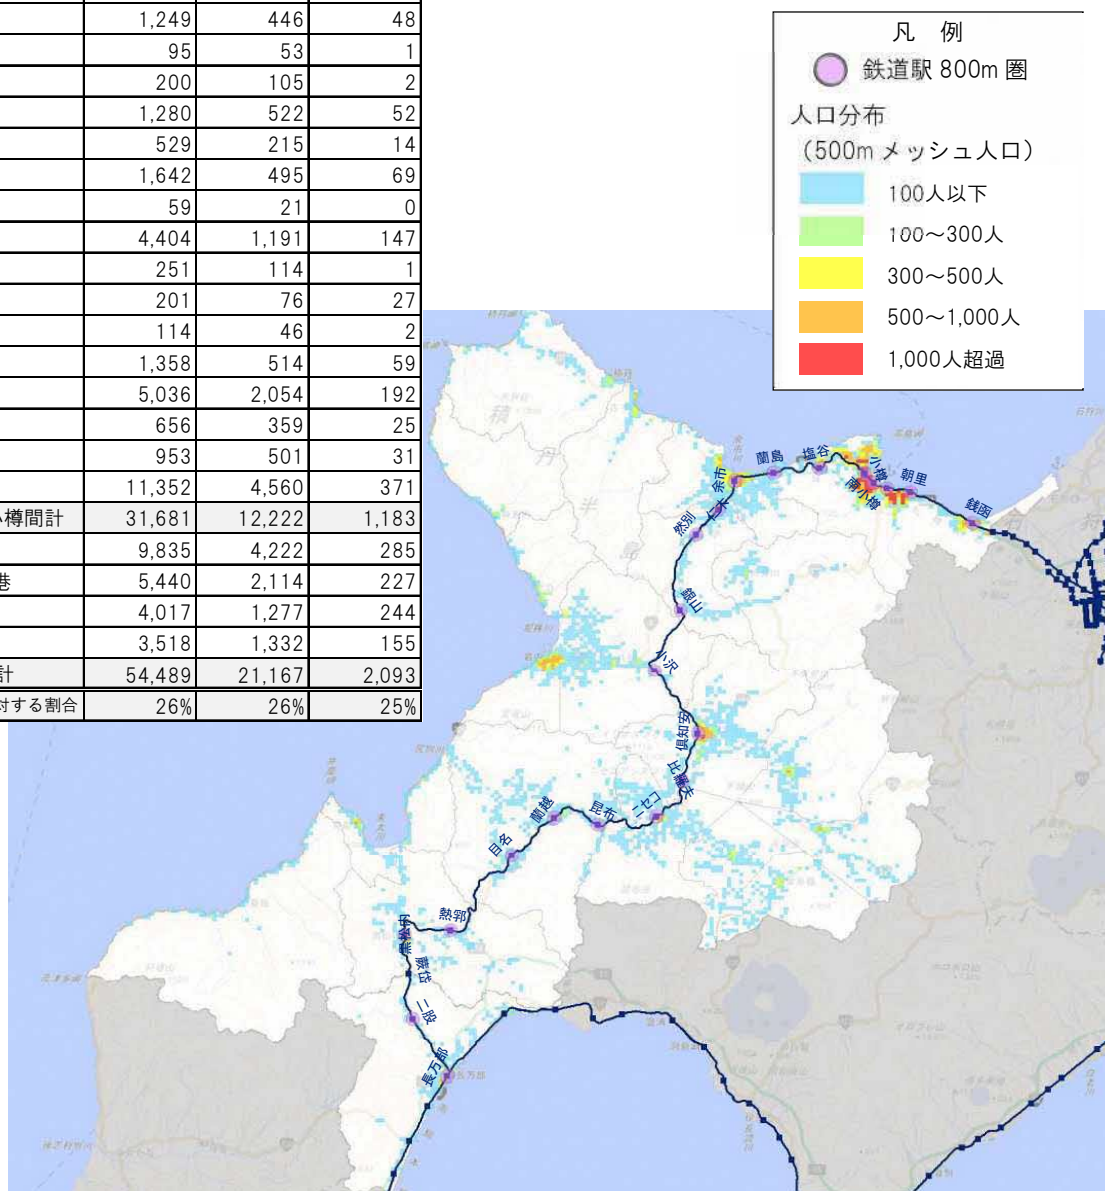 1,249 446 48
95 53 1
200 105 2
1,280 522 52
529 215 14
1,642 495 69
59 21 0
4,404 1,191 147
251 114 1
201 76 27
114 46 2
1,358 514 59
5,036 2,054 192
656 359 25
953 501 31
11,352 4,560 371
樽間計 31,681 12,222 1,183
9,835 4,222 285
港 5,440 2,114 227
4,017 1,277 244
3,518 1,332 155
計 54,489 21,167 2,093
対する割合 26% 26% 25%
凡 例
鉄道駅 800m 圏
人口分布
(500m メッシュ人口)
100人以下
100～300人
300～500人
500～1,000人
1,000人超過
積
丹
半
島
蘭島
塩谷
小樽
南小樽
朝里
銭函
余市
仁木
然別
銀山
小沢
倶知安
比羅夫
ニセコ
昆布
蘭越
目名
熱郛
黒松内
蕨岱
二股
長万部
長万部